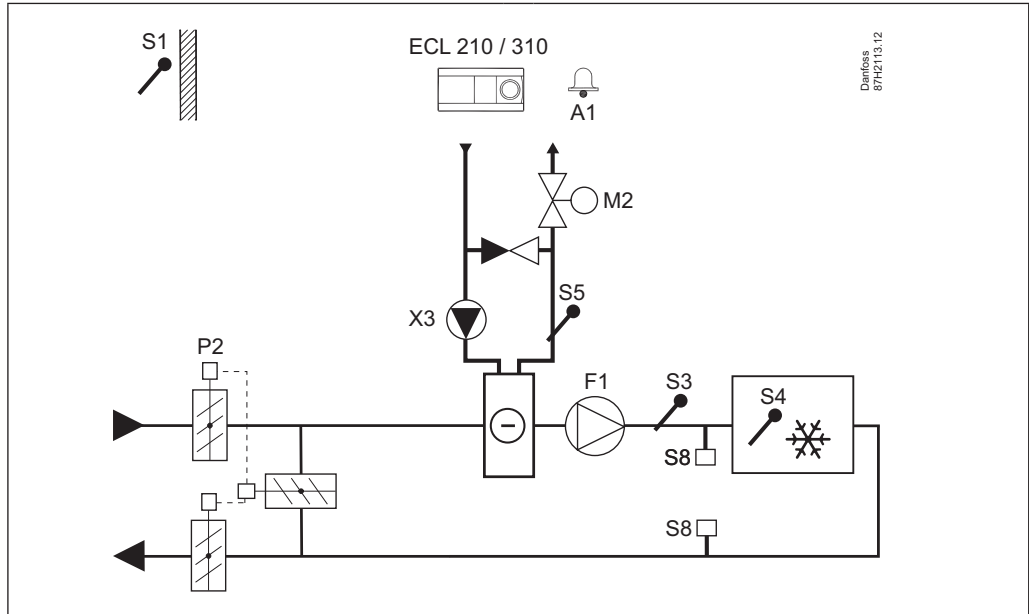 S1
ECL 210 / 310
A1
Danfoss
87H2113.12
M2
S5
X3
P2
F1
S3
S4
S8
S8